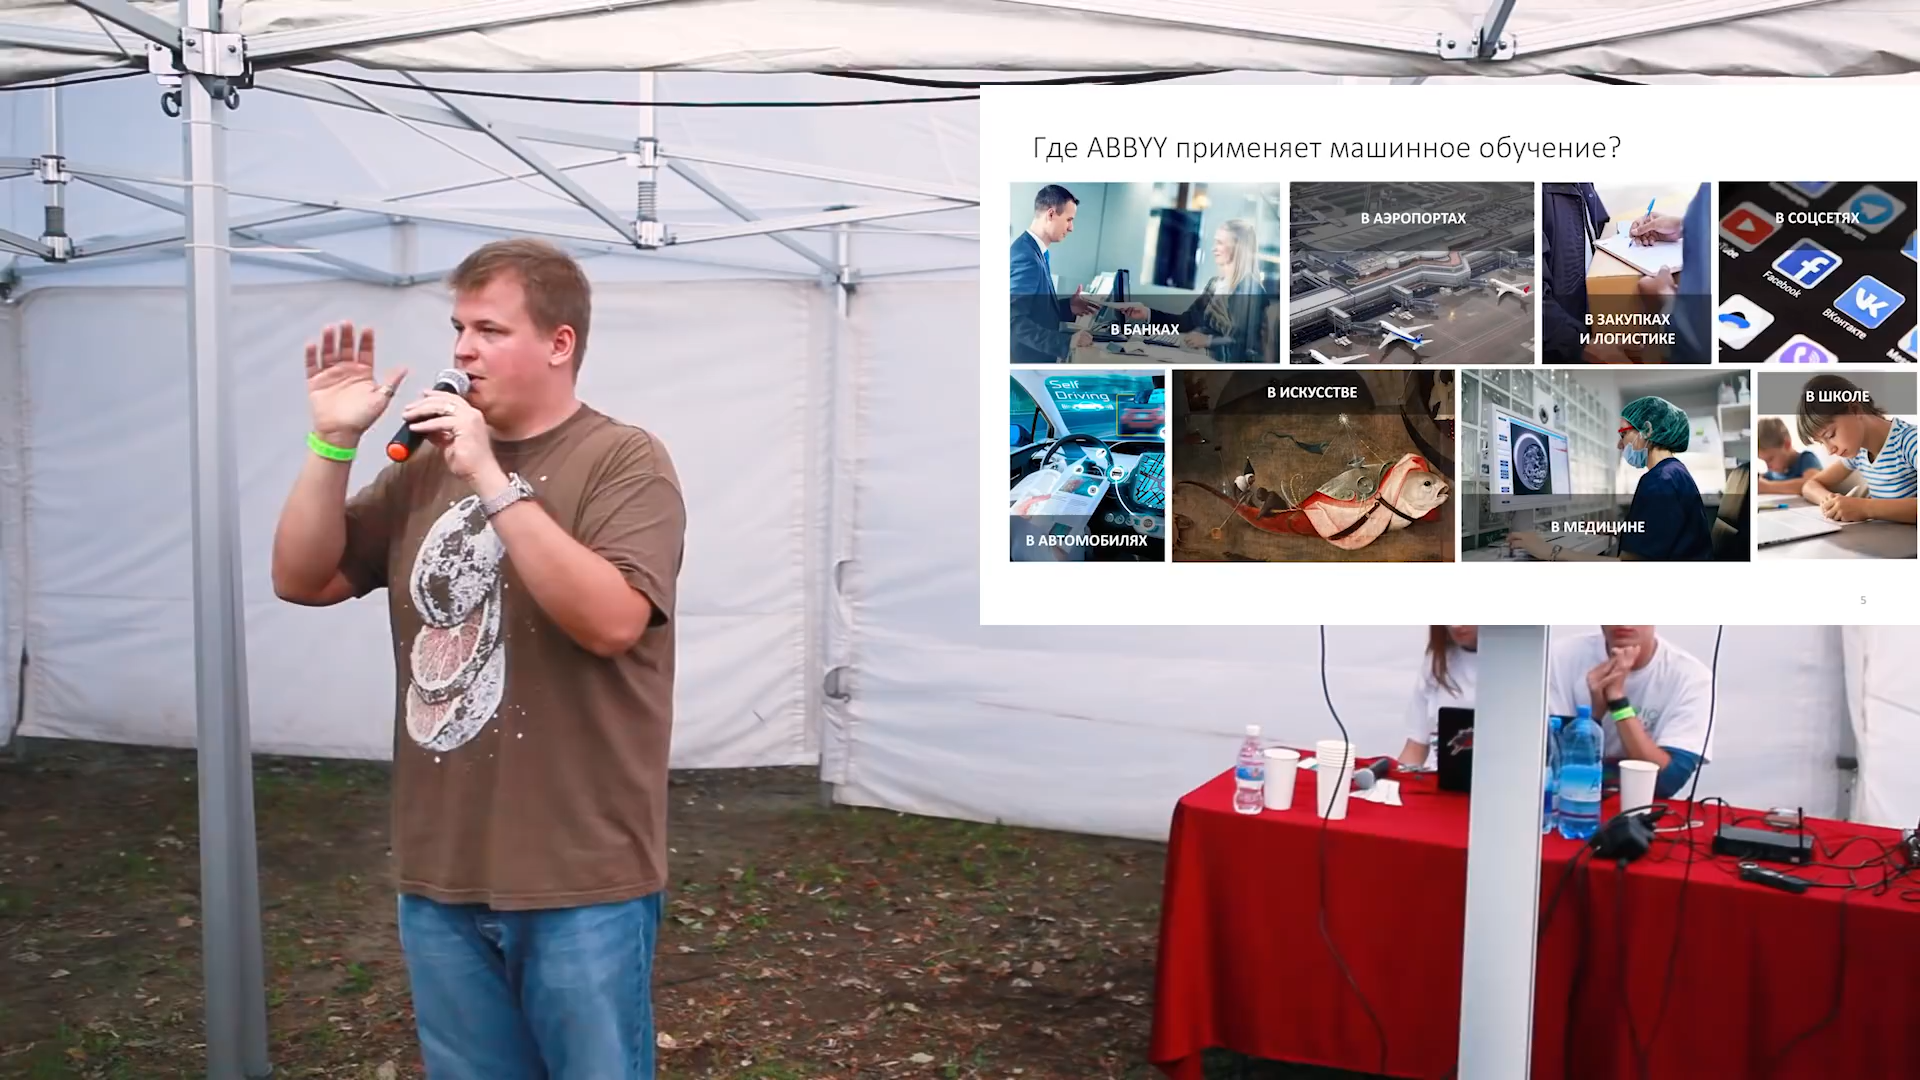 Где ABBYY применяет машинное обучение?
В БАНКАХ
В АЭРОПОРТАХ
В ЗАКУПКАХ
И ЛОГИСТИКЕ
В СОЦСЕТЯХ
Facebook
ВКонтакте
Self
Driving
В АВТОМОБИЛЯХ
В ИСКУССТВЕ
В МЕДИЦИНЕ
В ШКОЛЕ
5